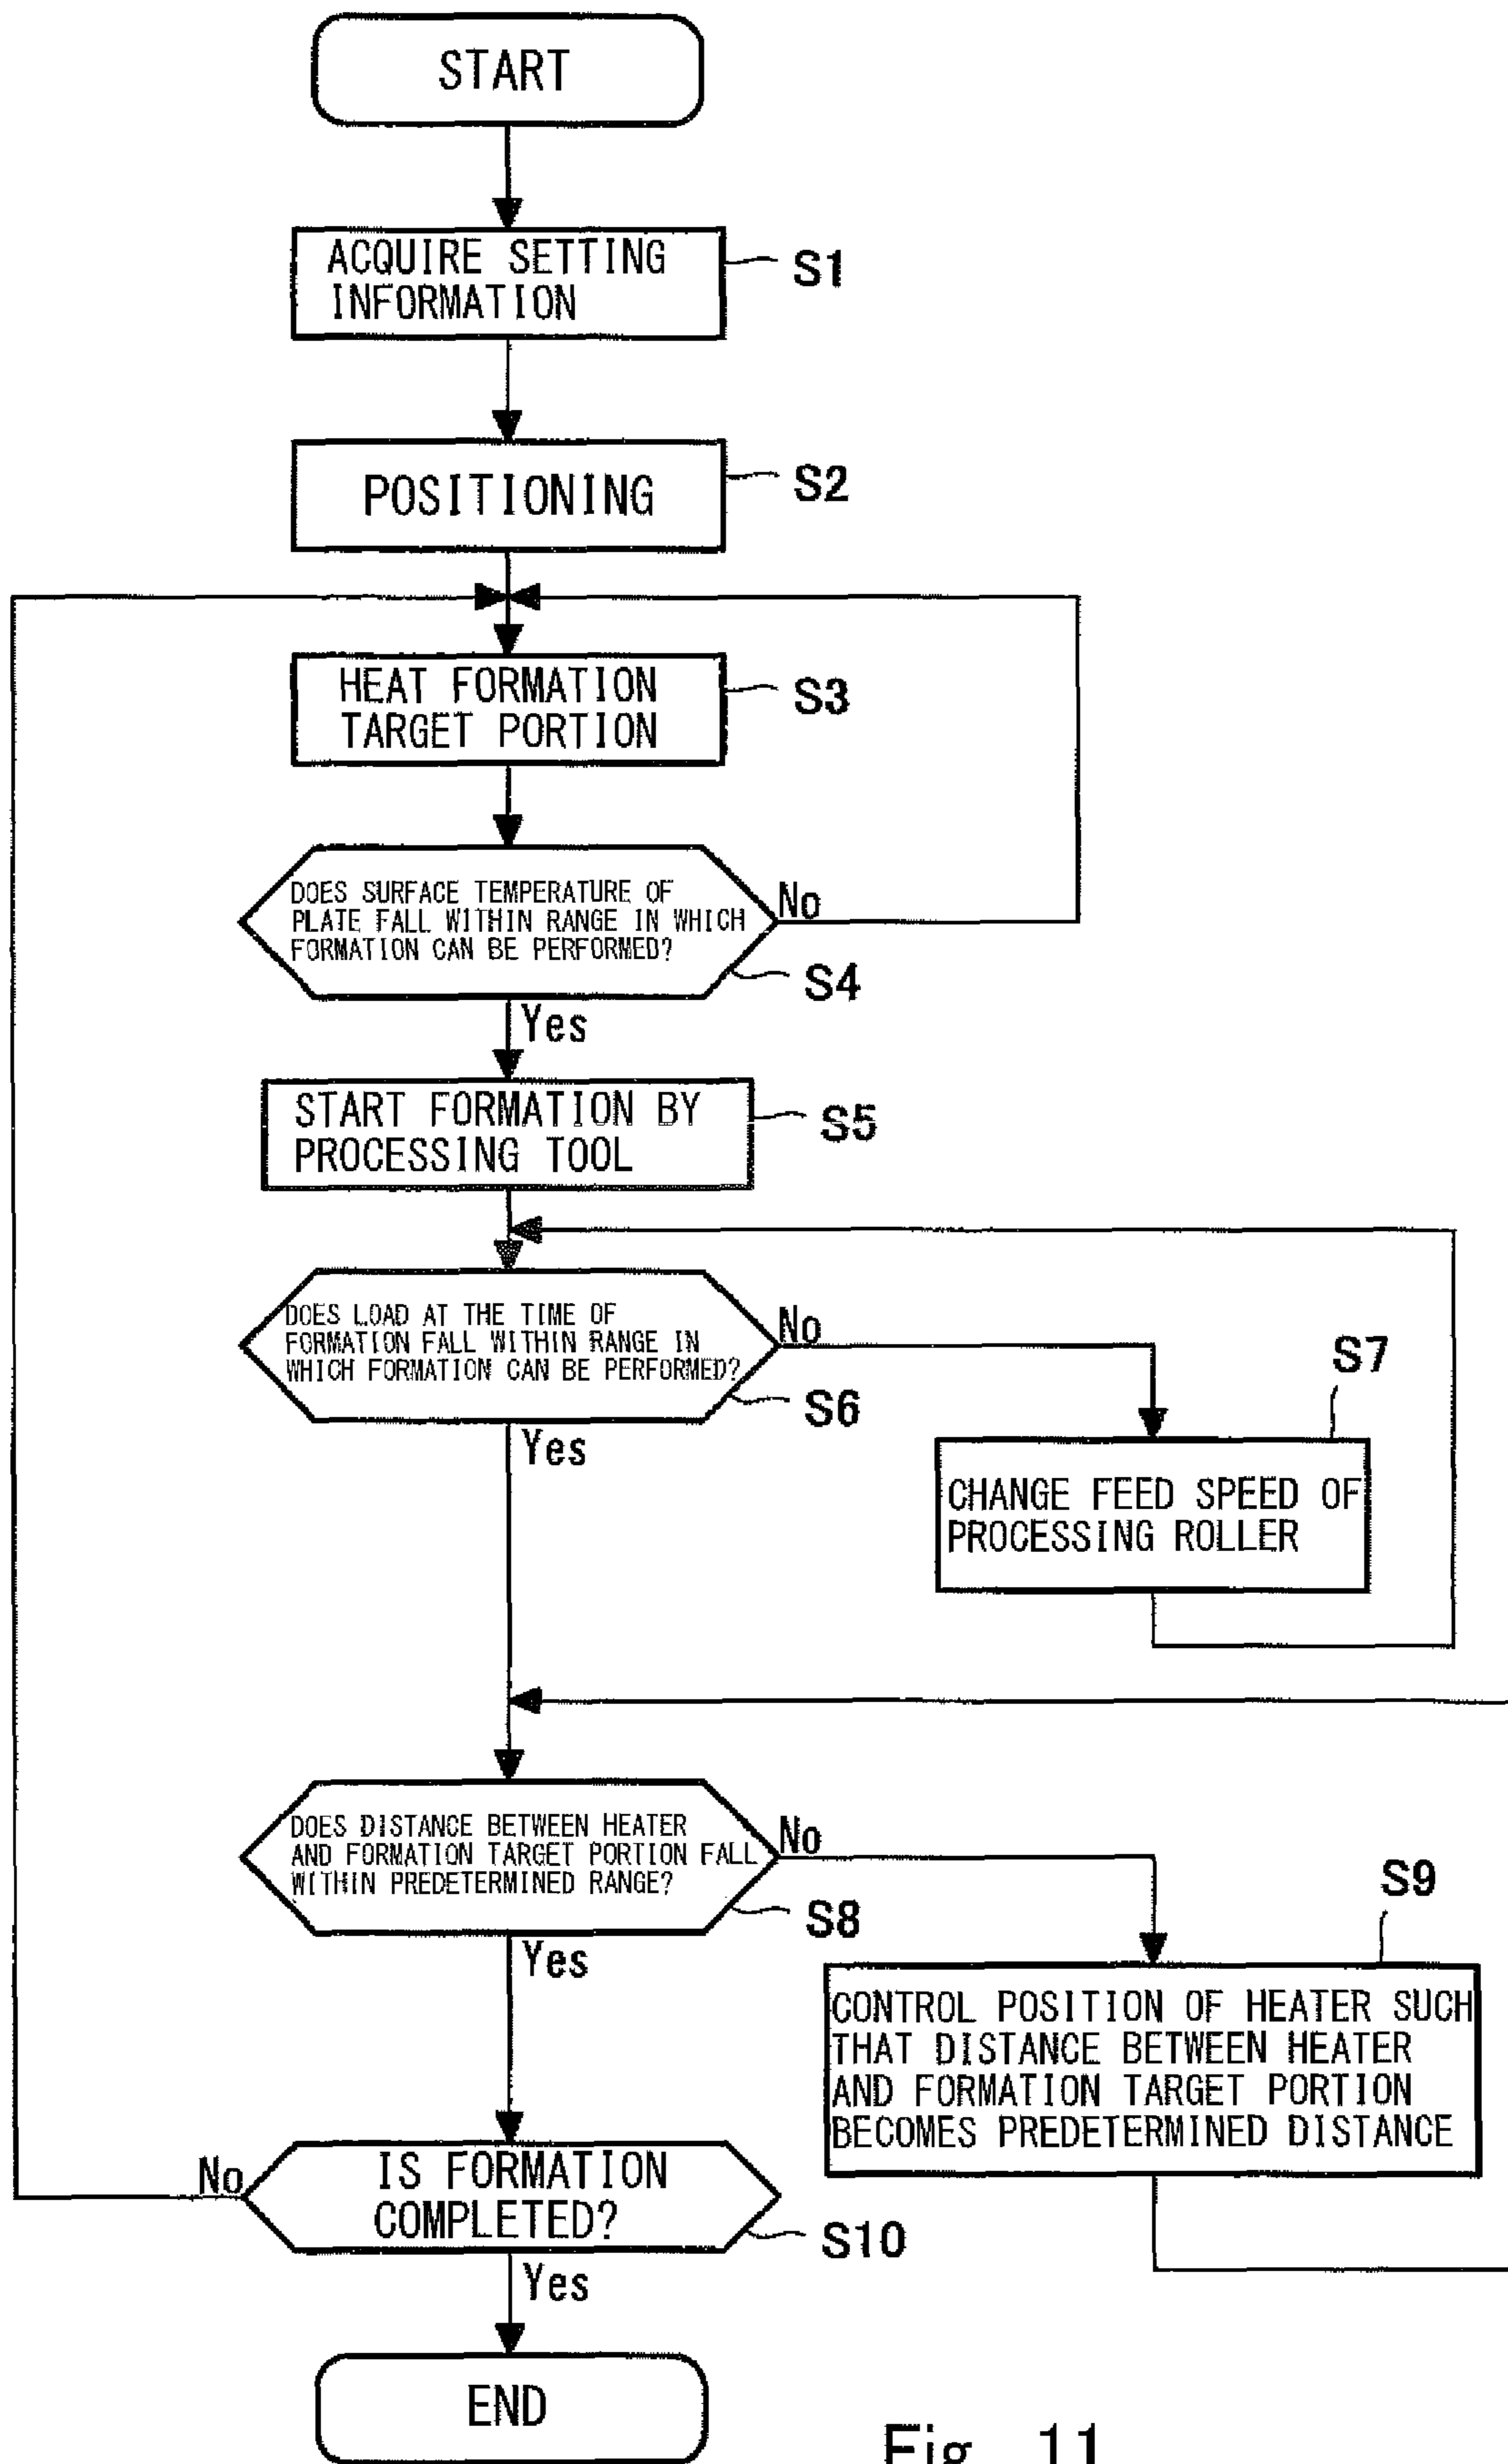 START
ACQUIRE SETTING
INFORMATION
S1
POSITIONING
S2
HEAT FORMATION
TARGET PORTION
S3
DOES SURFACE TEMPERATURE OF
PLATE FALL WITHIN RANGE IN WHICH
FORMATION CAN BE PERFORMED?
No
S4
Yes
START FORMATION BY
PROCESSING TOOL
S5
DOES LOAD AT THE TIME OF
FORMATION FALL WITHIN RANGE IN
WHICH FORMATION CAN BE PERFORMED?
No
S6
Yes
S7
CHANGE FEED SPEED OF
PROCESSING ROLLER
DOES DISTANCE BETWEEN HEATER
AND FORMATION TARGET PORTION FALL
WITHIN PREDETERMINED RANGE?
No
S8
Yes
S9
CONTROL POSITION OF HEATER SUCH
THAT DISTANCE BETWEEN HEATER
AND FORMATION TARGET PORTION
BECOMES PREDETERMINED DISTANCE
No
IS FORMATION
COMPLETED?
S10
Yes
END
Fig. 11